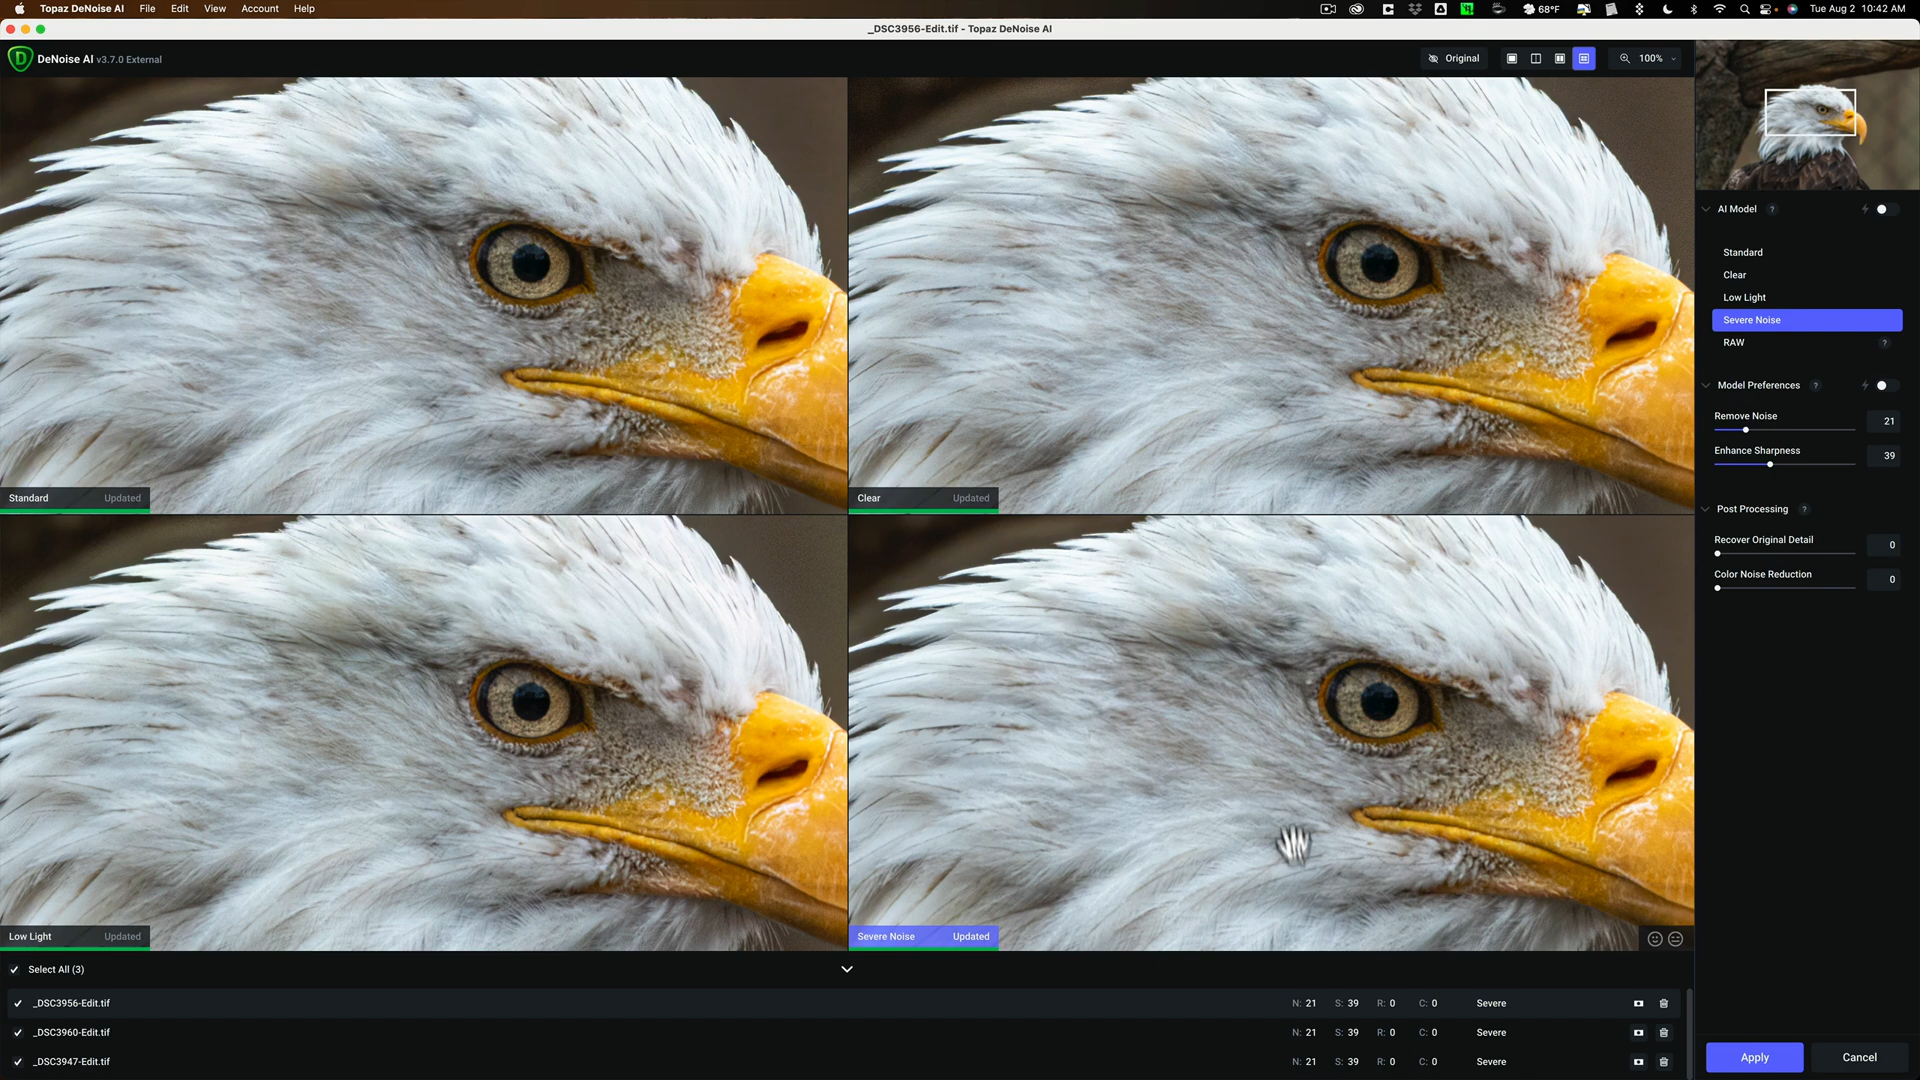 Topaz DeNoise AI File Edit View Account Help 68°F Tue Aug 2 10:42 AM
_DSC3956-Edit.tif - Topaz DeNoise AI
DeNoise AI v3.7.0 External Original 100%
AI Model ?
Standard
Clear
Low Light
Severe Noise
RAW ?
Model Preferences ?
Remove Noise 21
Enhance Sharpness 39
Post Processing ?
Recover Original Detail 0
Color Noise Reduction 0
Standard Updated
Clear Updated
Low Light Updated
Severe Noise Updated
Select All (3)
_DSC3956-Edit.tif N: 21 S: 39 R: 0 C: 0 Severe
_DSC3960-Edit.tif N: 21 S: 39 R: 0 C: 0 Severe
_DSC3947-Edit.tif N: 21 S: 39 R: 0 C: 0 Severe
Apply Cancel